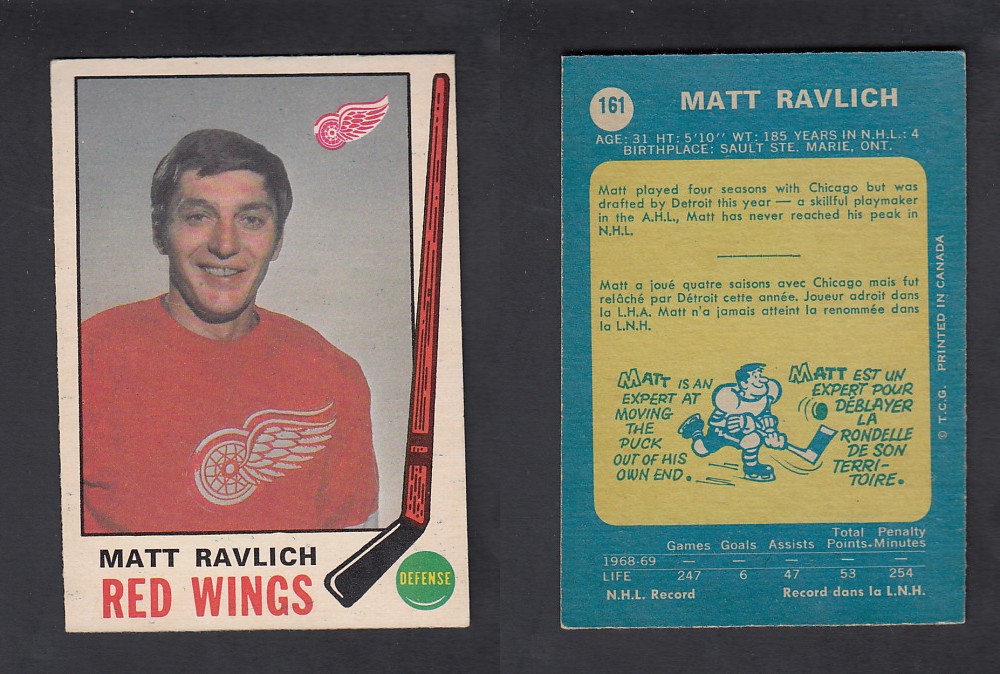 MATT RAVLICH
RED WINGS
DEFENSE
161
MATT RAVLICH
AGE: 31 HT: 5'10'' WT: 185 YEARS IN N.H.L.: 4
BIRTHPLACE: SAULT STE. MARIE, ONT.
Matt played four seasons with Chicago but was
drafted by Detroit this year — a skillful playmaker
in the A.H.L., Matt has never reached his peak in
N.H.L.
Matt a joué quatre saisons avec Chicago mais fut
relâché par Détroit cette année. Joueur adroit dans
la L.H.A. Matt n'a jamais atteint la renommée dans
la L.N.H.
MATT IS AN
EXPERT AT
MOVING
THE
PUCK
OUT OF HIS
OWN END.
MATT EST UN
EXPERT POUR
DÉBLAYER
LA
RONDELLE
DE SON
TERRI-
TOIRE.
© T.C.G. PRINTED IN CANADA
Total Penalty
Games Goals Assists Points-Minutes
1968-69 — — — — —
LIFE 247 6 47 53 254
N.H.L. Record Record dans la L.N.H.